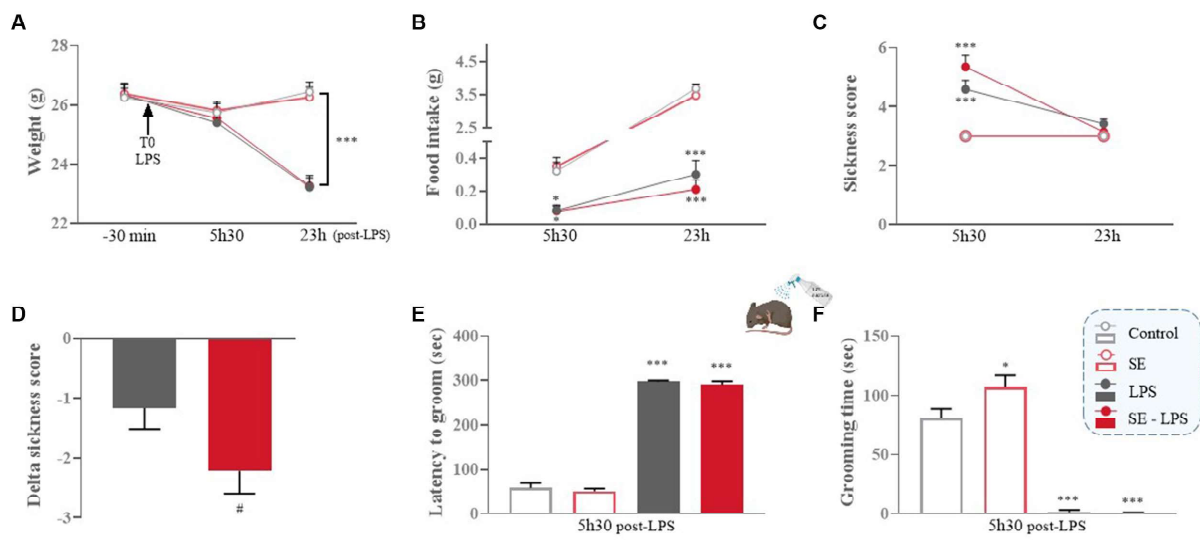 A
Weight (g)
28
26
24
22
T0
LPS
***
-30 min 5h30 23h (post-LPS)
B
Food intake (g)
4.5
3.5
2.5
0.4
0.2
0.0
*
*
***
***
5h30 23h
C
Sickness score
6
4
2
0
***
***
5h30 23h
D
Delta sickness score
-0
-1
-2
-3
#
E
Latency to groom (sec)
400
300
200
100
0
*** ***
5h30 post-LPS
F
Grooming time (sec)
150
100
50
0
*
*** ***
5h30 post-LPS
Control
SE
LPS
SE - LPS